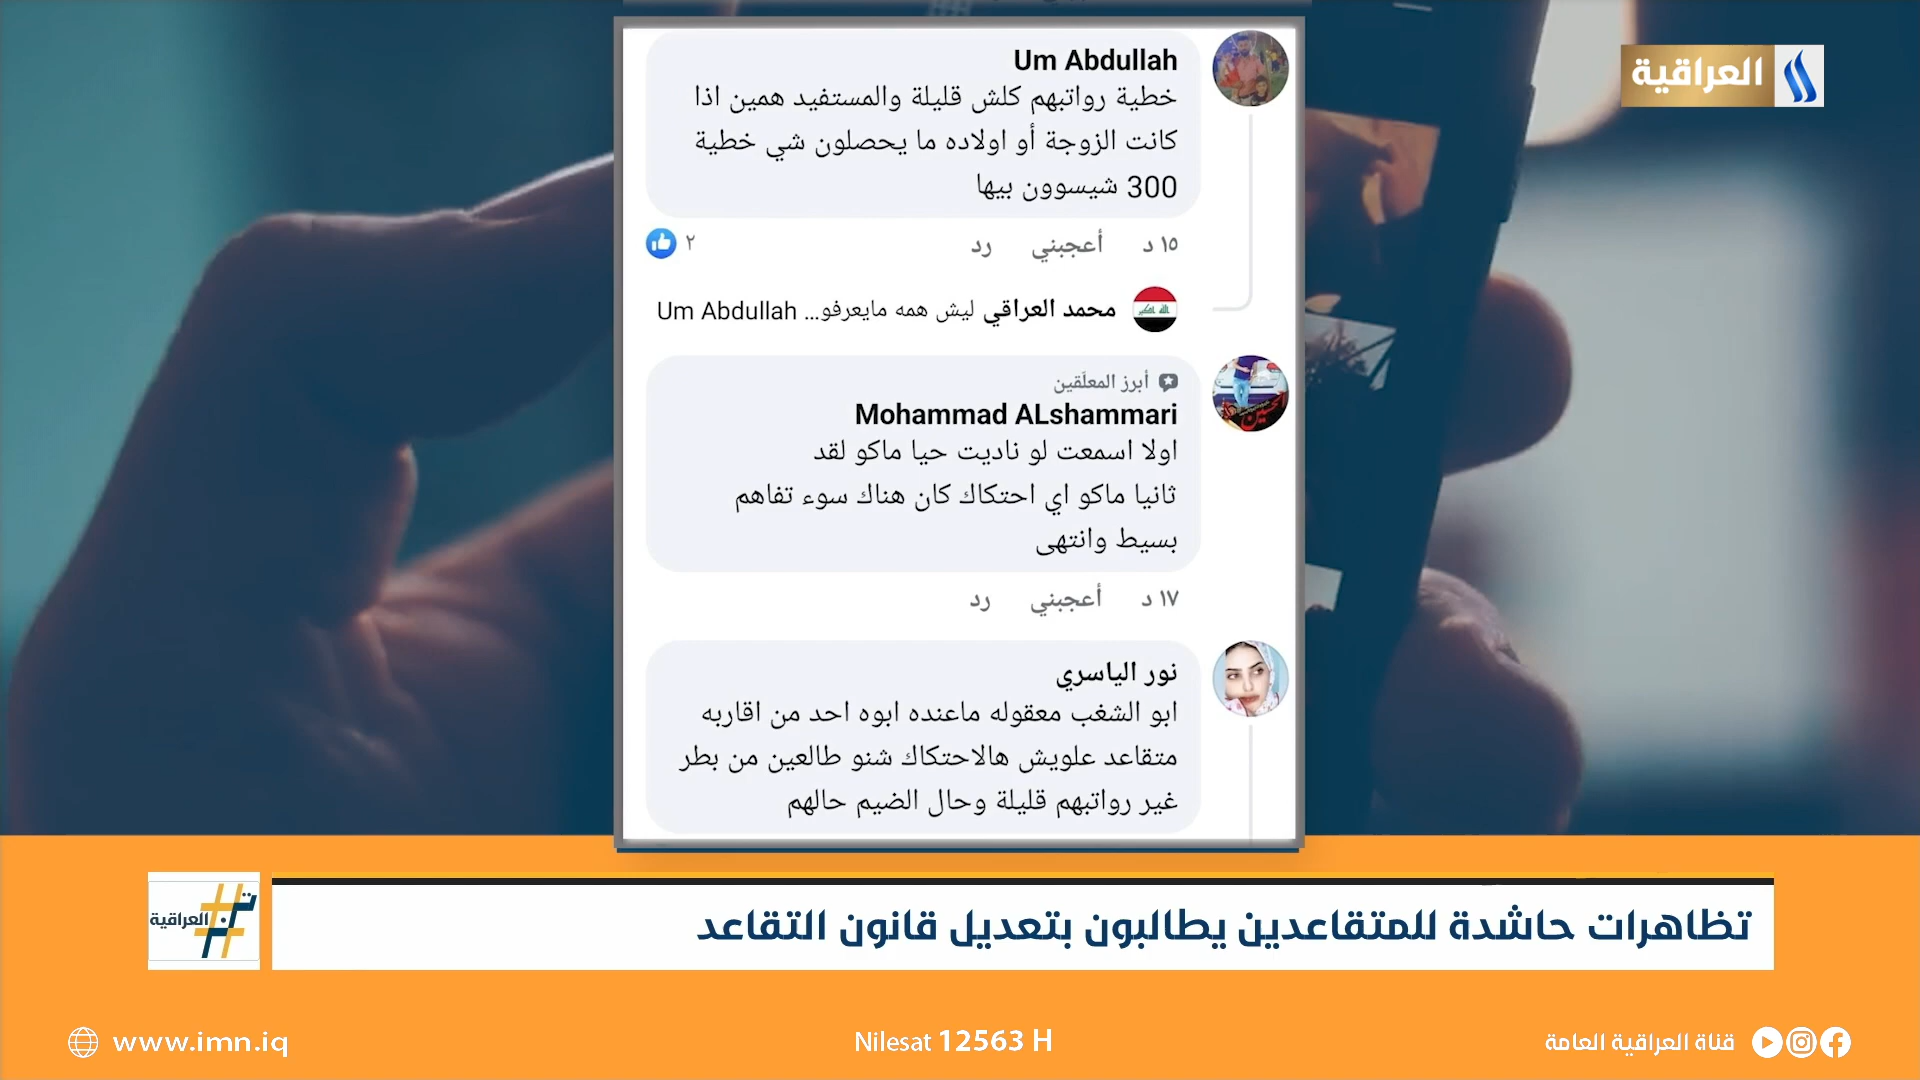 العراقية
Um Abdullah
خطية رواتبهم كلش قليلة والمستفيد همين اذا
كانت الزوجة أو اولاده ما يحصلون شي خطية
300 شيسوون بيها
١٥ د أعجبني رد ٢
محمد العراقي ليش همه مايعرفو... Um Abdullah
أبرز المعلّقين
Mohammad ALshammari
اولا اسمعت لو ناديت حيا ماكو لقد
ثانيا ماكو اي احتكاك كان هناك سوء تفاهم
بسيط وانتهى
١٧ د أعجبني رد
نور الياسري
ابو الشغب معقوله ماعنده ابوه احد من اقاربه
متقاعد علويش هالاحتكاك شنو طالعين من بطر
غير رواتبهم قليلة وحال الضيم حالهم
العراقية
تظاهرات حاشدة للمتقاعدين يطالبون بتعديل قانون التقاعد
www.imn.iq
Nilesat 12563 H
قناة العراقية العامة